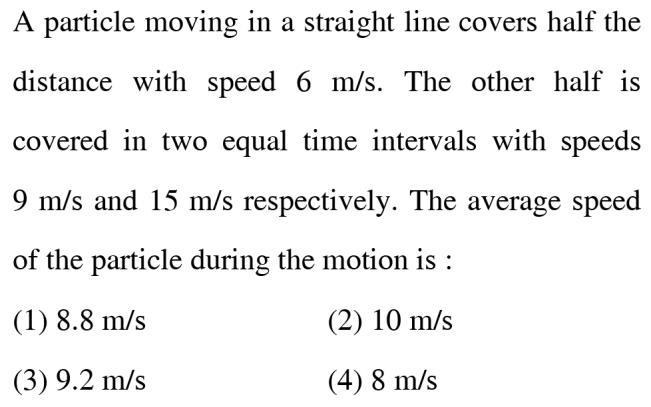 A particle moving in a straight line covers half the
distance with speed 6 m/s. The other half is
covered in two equal time intervals with speeds
9 m/s and 15 m/s respectively. The average speed
of the particle during the motion is :
(1) 8.8 m/s (2) 10 m/s
(3) 9.2 m/s (4) 8 m/s